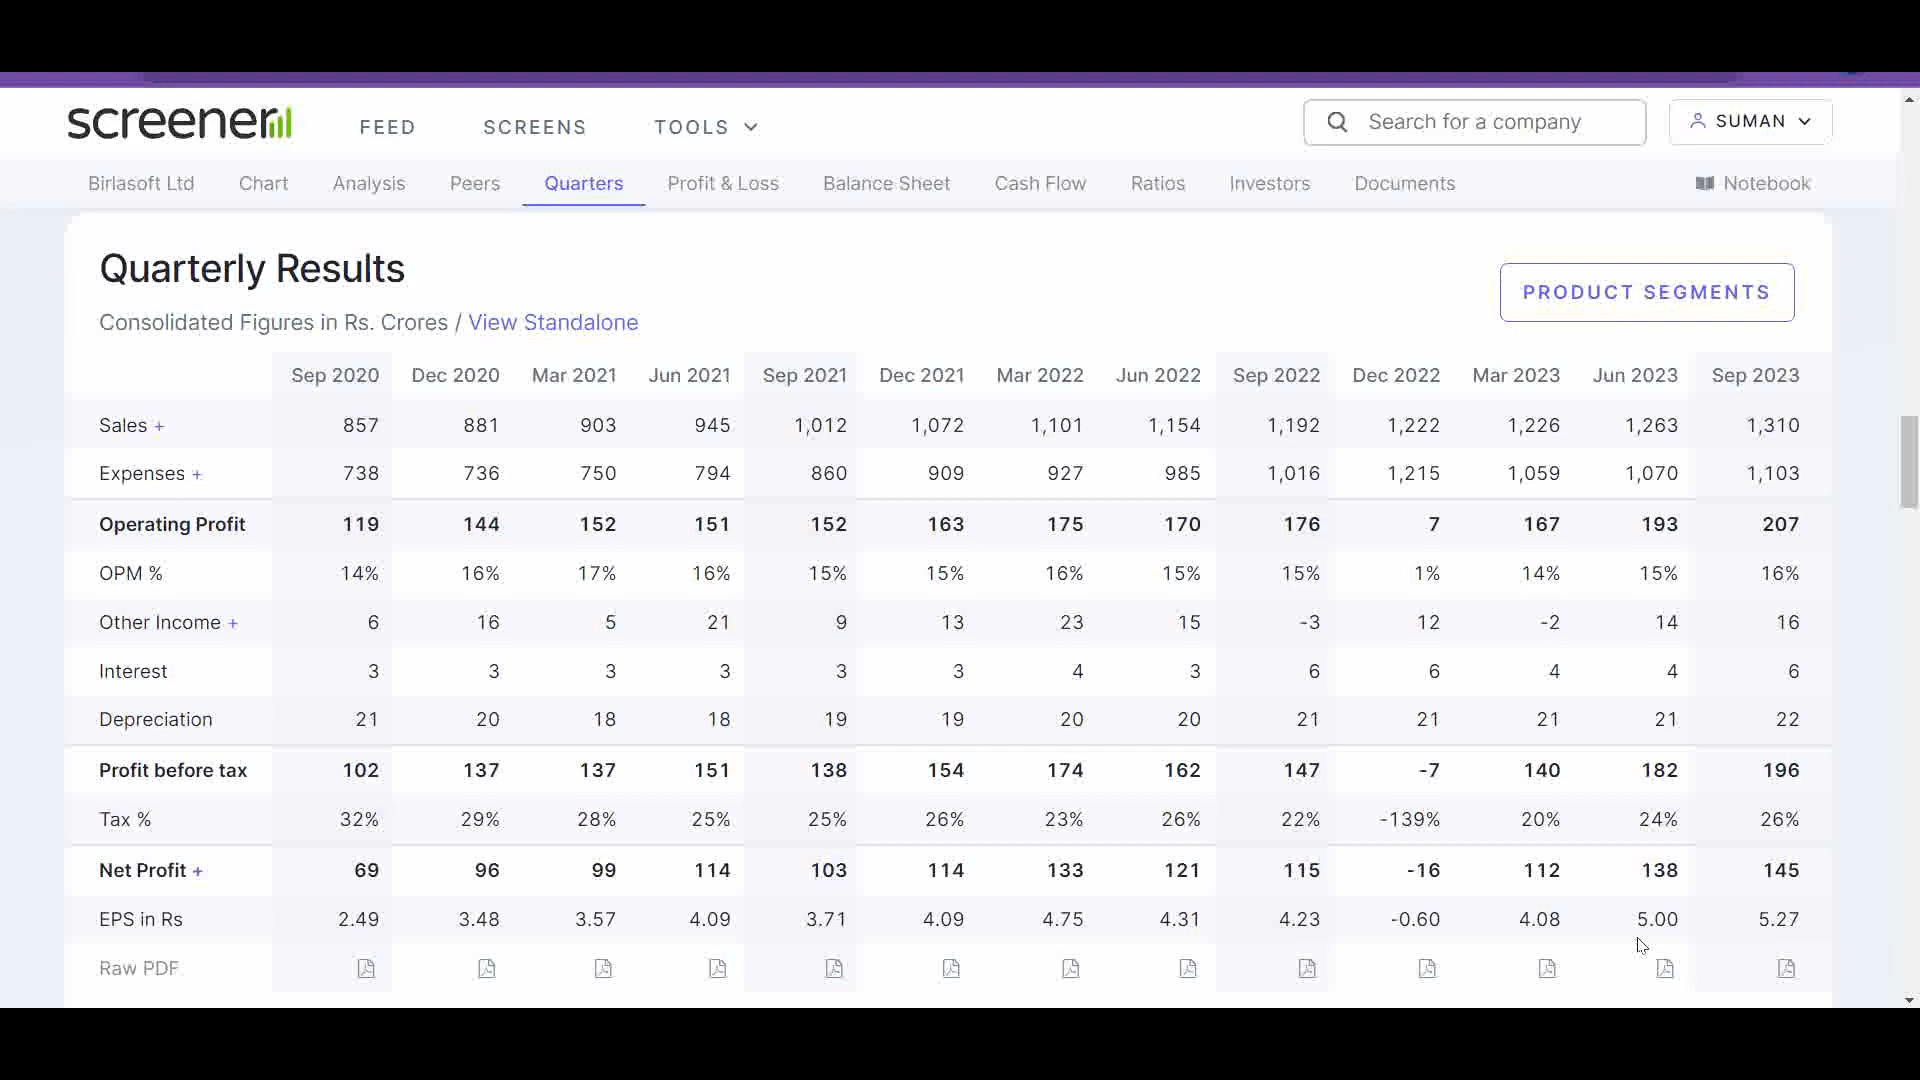 screener
FEED SCREENS TOOLS
Search for a company
SUMAN
Birlasoft Ltd Chart Analysis Peers Quarters Profit & Loss Balance Sheet Cash Flow Ratios Investors Documents Notebook
Quarterly Results
PRODUCT SEGMENTS
Consolidated Figures in Rs. Crores / View Standalone
Sep 2020 Dec 2020 Mar 2021 Jun 2021 Sep 2021 Dec 2021 Mar 2022 Jun 2022 Sep 2022 Dec 2022 Mar 2023 Jun 2023 Sep 2023
Sales + 857 881 903 945 1,012 1,072 1,101 1,154 1,192 1,222 1,226 1,263 1,310
Expenses + 738 736 750 794 860 909 927 985 1,016 1,215 1,059 1,070 1,103
Operating Profit 119 144 152 151 152 163 175 170 176 7 167 193 207
OPM % 14% 16% 17% 16% 15% 15% 16% 15% 15% 1% 14% 15% 16%
Other Income + 6 16 5 21 9 13 23 15 -3 12 -2 14 16
Interest 3 3 3 3 3 3 4 3 6 6 4 4 6
Depreciation 21 20 18 18 19 19 20 20 21 21 21 21 22
Profit before tax 102 137 137 151 138 154 174 162 147 -7 140 182 196
Tax % 32% 29% 28% 25% 25% 26% 23% 26% 22% -139% 20% 24% 26%
Net Profit + 69 96 99 114 103 114 133 121 115 -16 112 138 145
EPS in Rs 2.49 3.48 3.57 4.09 3.71 4.09 4.75 4.31 4.23 -0.60 4.08 5.00 5.27
Raw PDF